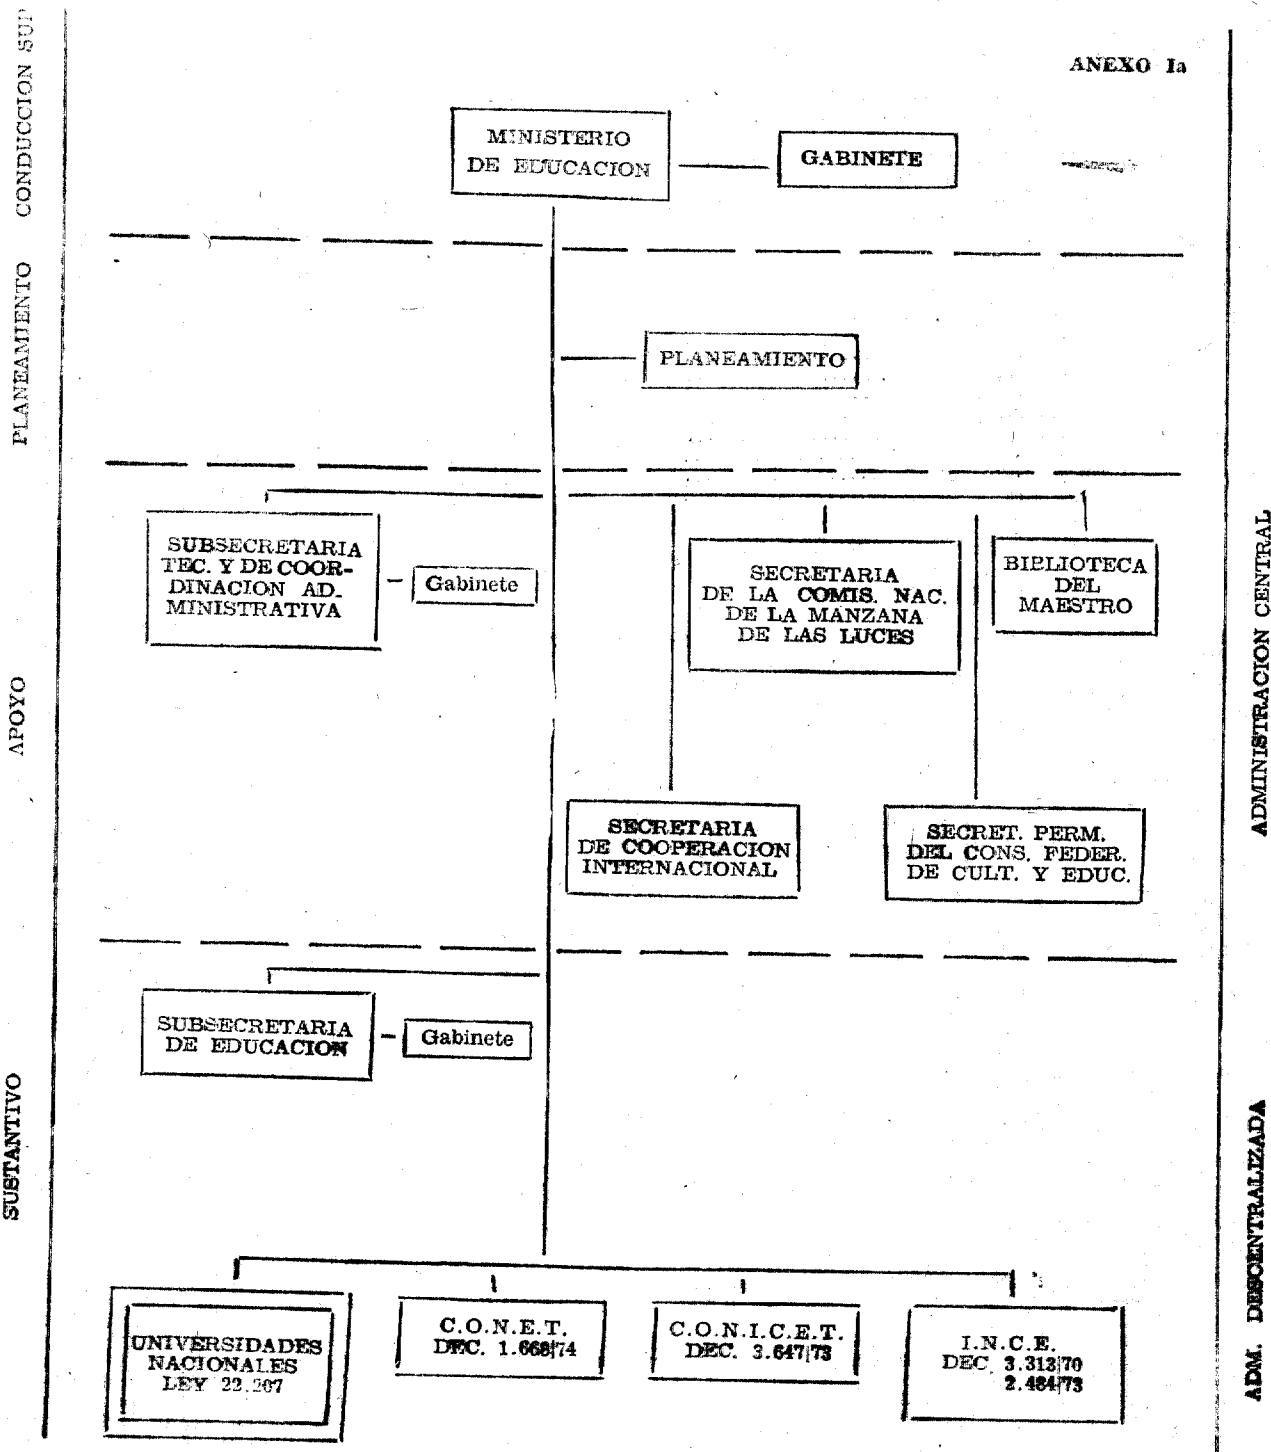 ANEXO Ia
CONDUCCION SUP
MINISTERIO
DE EDUCACION
GABINETE
PLANEAMIENTO
PLANEAMIENTO
APOYO
ADMINISTRACION CENTRAL
SUBSECRETARIA
TEC. Y DE COOR-
DINACION AD-
MINISTRATIVA
Gabinete
SECRETARIA
DE LA COMIS. NAC.
DE LA MANZANA
DE LAS LUCES
BIBLIOTECA
DEL
MAESTRO
SECRETARIA
DE COOPERACION
INTERNACIONAL
SECRET. PERM.
DEL CONS. FEDER.
DE CULT. Y EDUC.
SUSTANTIVO
SUBSECRETARIA
DE EDUCACION
Gabinete
ADM. DESCENTRALIZADA
UNIVERSIDADES
NACIONALES
LEY 22.207
C.O.N.E.T.
DEC. 1.668|74
C.O.N.I.C.E.T.
DEC. 3.647|73
I.N.C.E.
DEC. 3.313|70
2.484|73